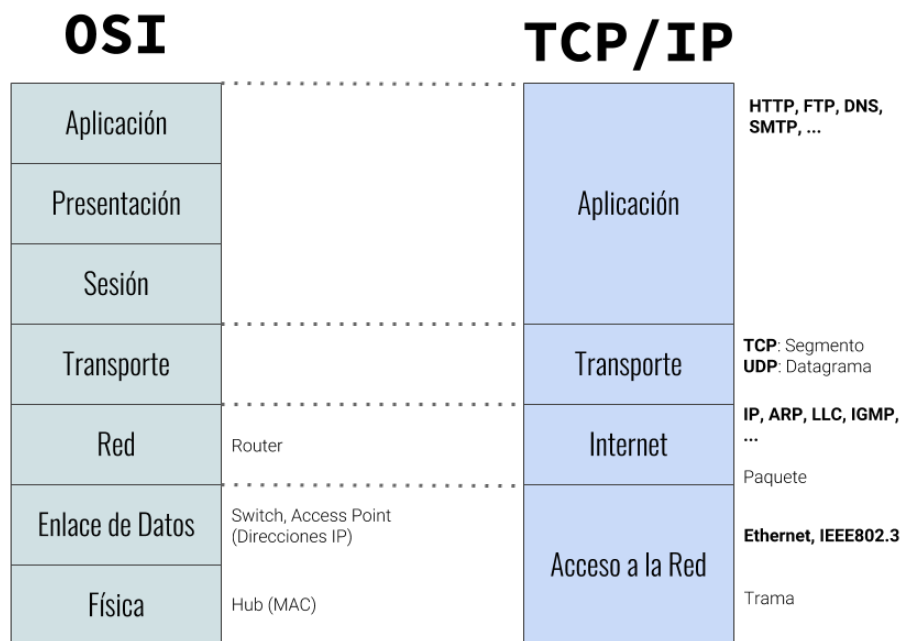 OSI
TCP/IP
Aplicación
Presentación
Sesión
Transporte
Red
Router
Enlace de Datos
Switch, Access Point
(Direcciones IP)
Física
Hub (MAC)
Aplicación
HTTP, FTP, DNS,
SMTP, ...
Transporte
TCP: Segmento
UDP: Datagrama
Internet
IP, ARP, LLC, IGMP,
...
Paquete
Acceso a la Red
Ethernet, IEEE802.3
Trama